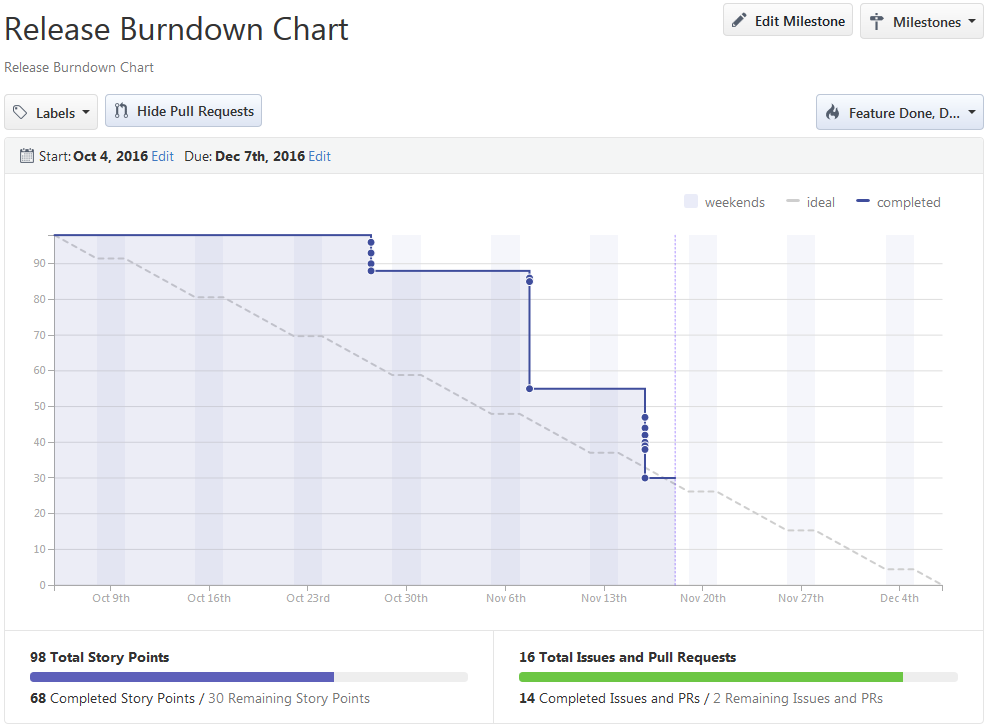 Release Burndown Chart
Edit Milestone
Milestones
Release Burndown Chart
Labels
Hide Pull Requests
Feature Done, D...
Start: Oct 4, 2016 Edit Due: Dec 7th, 2016 Edit
weekends ideal completed
90
80
70
60
50
40
30
20
10
0
Oct 9th Oct 16th Oct 23rd Oct 30th Nov 6th Nov 13th Nov 20th Nov 27th Dec 4th
98 Total Story Points
68 Completed Story Points / 30 Remaining Story Points
16 Total Issues and Pull Requests
14 Completed Issues and PRs / 2 Remaining Issues and PRs